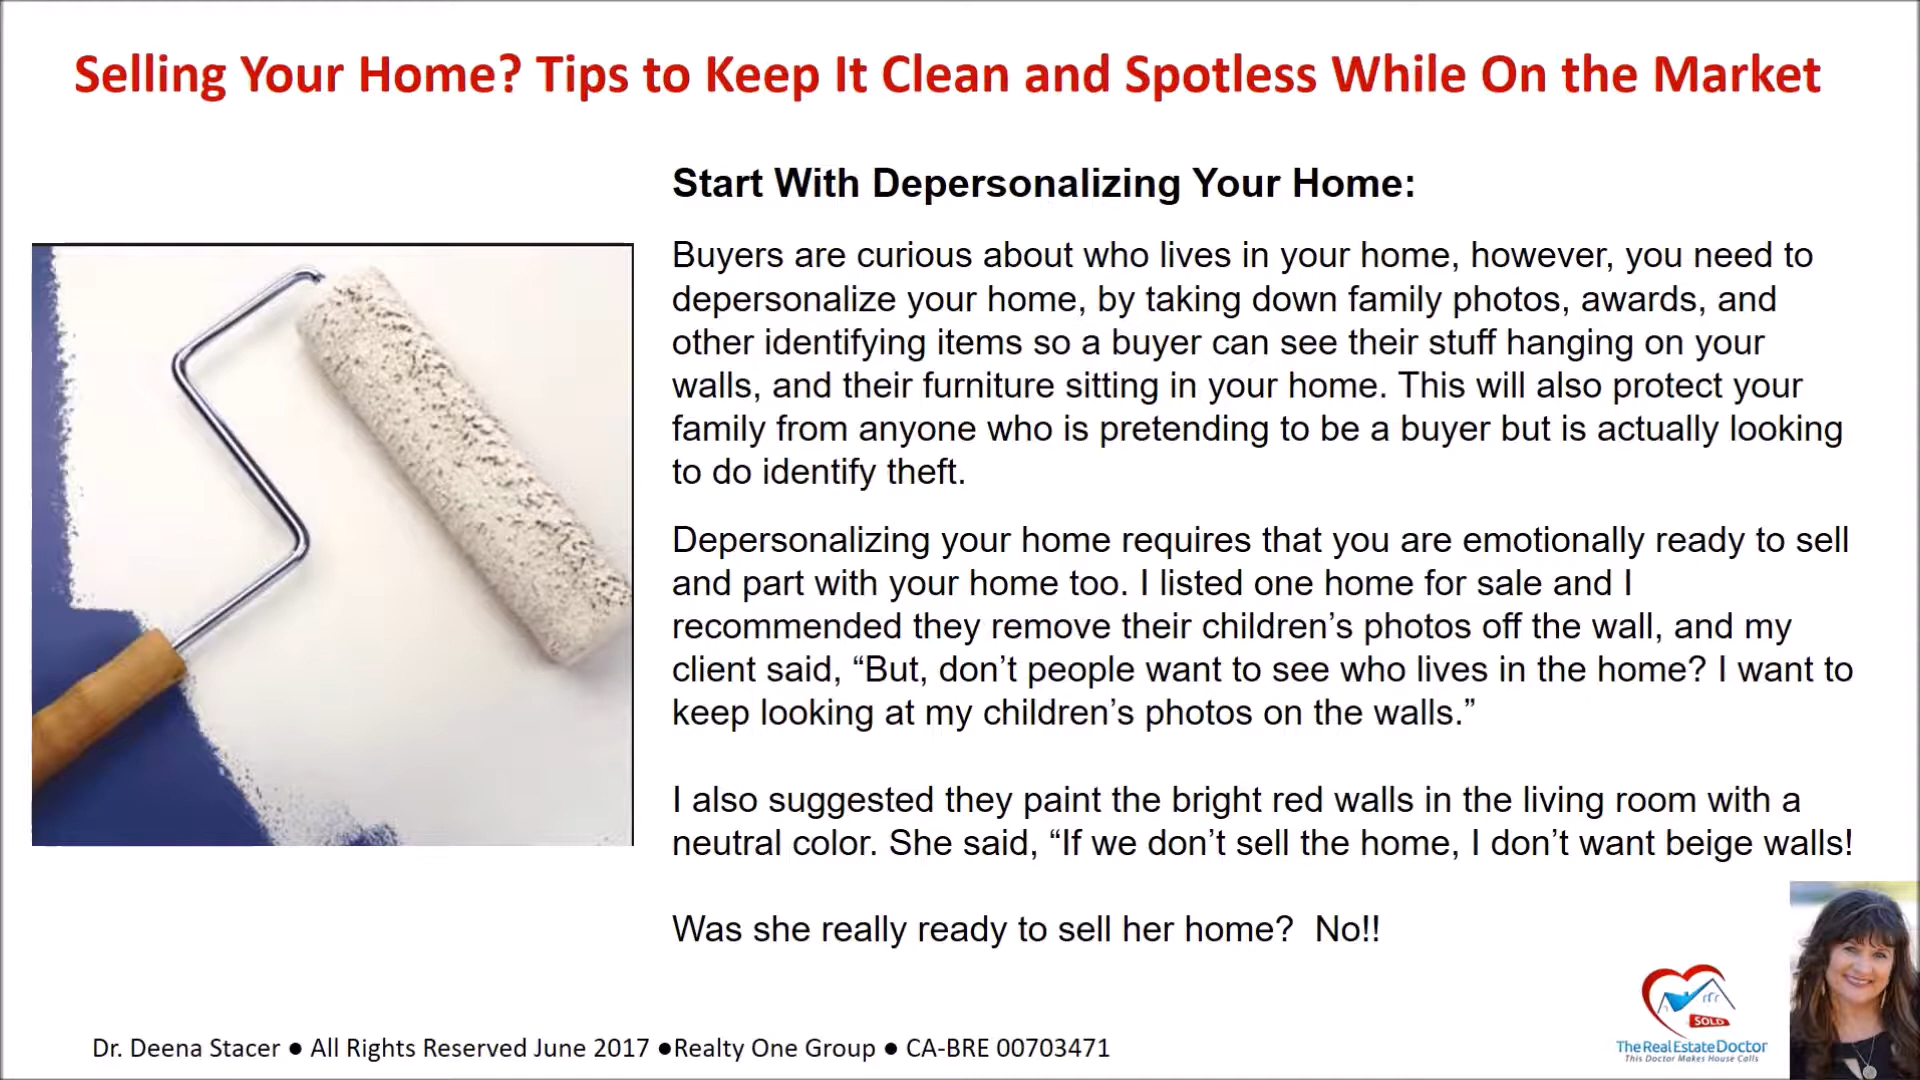 Selling Your Home? Tips to Keep It Clean and Spotless While On the Market
Start With Depersonalizing Your Home:
Buyers are curious about who lives in your home, however, you need to
depersonalize your home, by taking down family photos, awards, and
other identifying items so a buyer can see their stuff hanging on your
walls, and their furniture sitting in your home. This will also protect your
family from anyone who is pretending to be a buyer but is actually looking
to do identify theft.
Depersonalizing your home requires that you are emotionally ready to sell
and part with your home too. I listed one home for sale and I
recommended they remove their children’s photos off the wall, and my
client said, “But, don’t people want to see who lives in the home? I want to
keep looking at my children’s photos on the walls.”
I also suggested they paint the bright red walls in the living room with a
neutral color. She said, “If we don’t sell the home, I don’t want beige walls!
Was she really ready to sell her home?  No!!
SOLD
The Real Estate Doctor
This Doctor Makes House Calls
Dr. Deena Stacer ● All Rights Reserved June 2017 ●Realty One Group ● CA-BRE 00703471